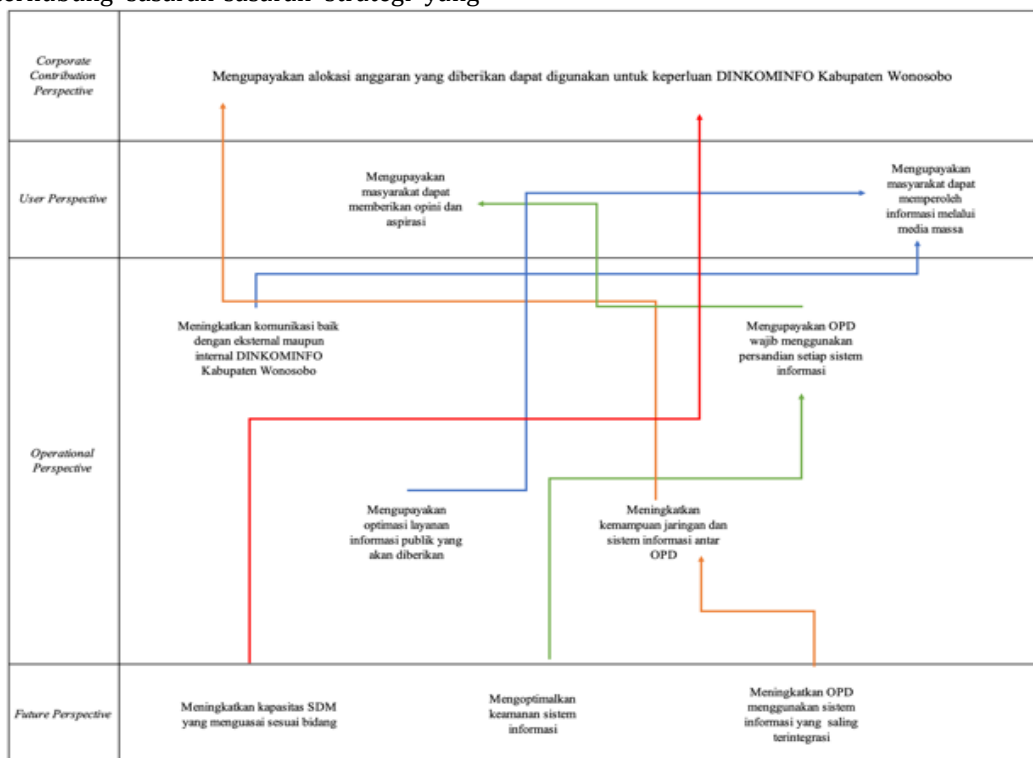 terhubung sasaran-sasaran strategi yang
Corporate
Contribution
Perspective
Mengupayakan alokasi anggaran yang diberikan dapat digunakan untuk keperluan DINKOMINFO Kabupaten Wonosobo
User Perspective
Mengupayakan
masyarakat dapat
memberikan opini dan
aspirasi
Mengupayakan
masyarakat dapat
memperoleh
informasi melalui
media massa
Operational
Perspective
Meningkatkan komunikasi baik
dengan eksternal maupun
internal DINKOMINFO
Kabupaten Wonosobo
Mengupayakan OPD
wajib menggunakan
persandian setiap sistem
informasi
Mengupayakan
optimasi layanan
informasi publik yang
akan diberikan
Meningkatkan
kemampuan jaringan dan
sistem informasi antar
OPD
Future Perspective
Meningkatkan kapasitas SDM
yang menguasai sesuai bidang
Mengoptimalkan
keamanan sistem
informasi
Meningkatkan OPD
menggunakan sistem
informasi yang saling
terintegrasi